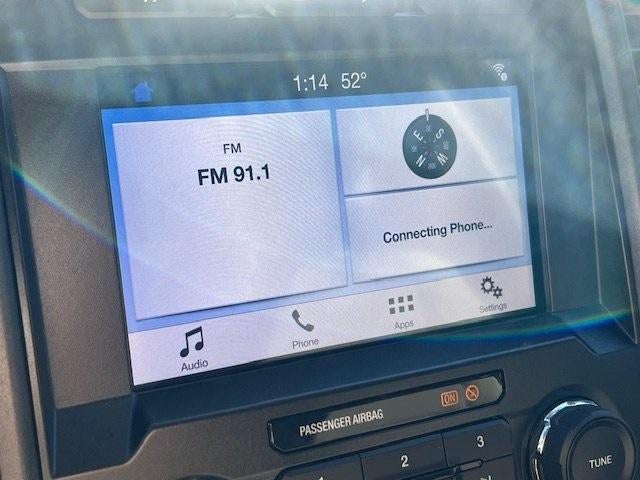 1:14 52°
FM
FM 91.1
E S
N W
Connecting Phone...
Audio
Phone
Apps
Settings
PASSENGER AIRBAG
ON
1
2
3
TUNE